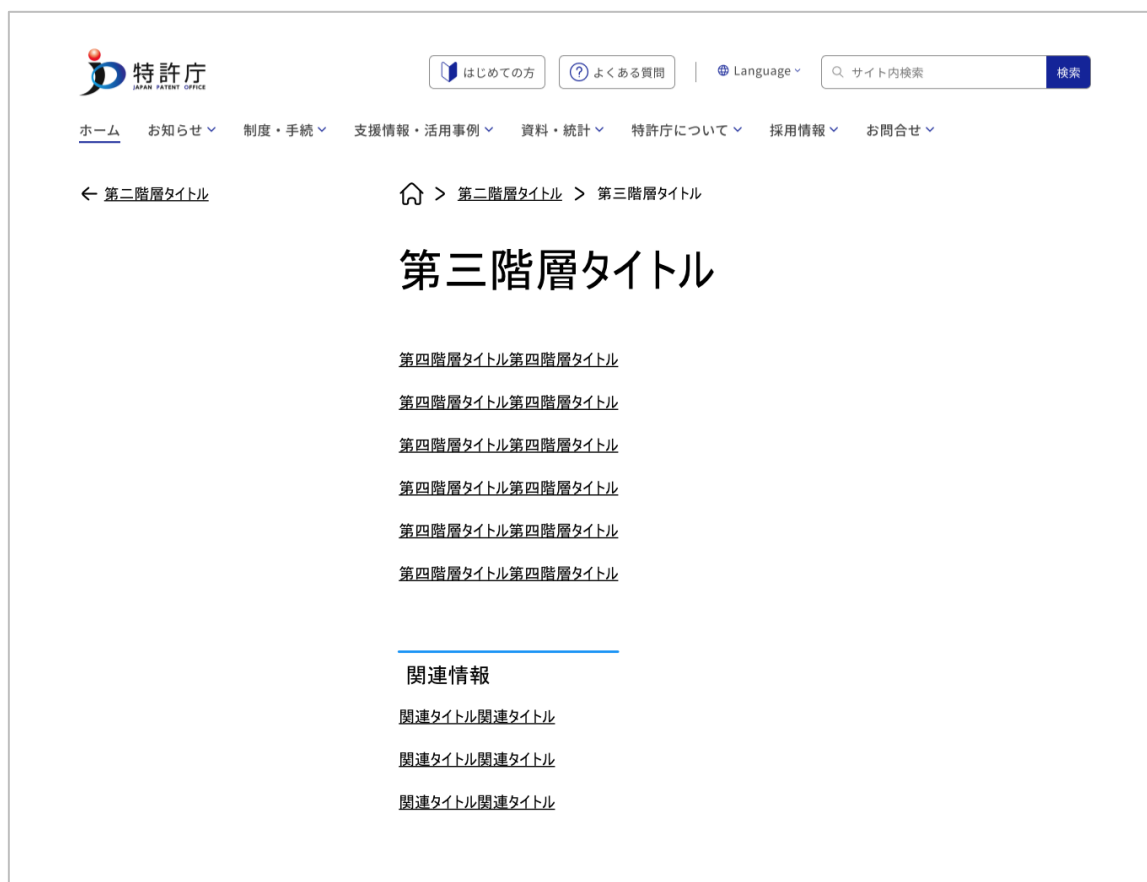 特許庁
JAPAN PATENT OFFICE
はじめての方
よくある質問
Language
サイト内検索
検索
ホーム お知らせ 制度・手続 支援情報・活用事例 資料・統計 特許庁について 採用情報 お問合せ
← 第二階層タイトル
> 第二階層タイトル > 第三階層タイトル
第三階層タイトル
第四階層タイトル第四階層タイトル
第四階層タイトル第四階層タイトル
第四階層タイトル第四階層タイトル
第四階層タイトル第四階層タイトル
第四階層タイトル第四階層タイトル
第四階層タイトル第四階層タイトル
関連情報
関連タイトル関連タイトル
関連タイトル関連タイトル
関連タイトル関連タイトル